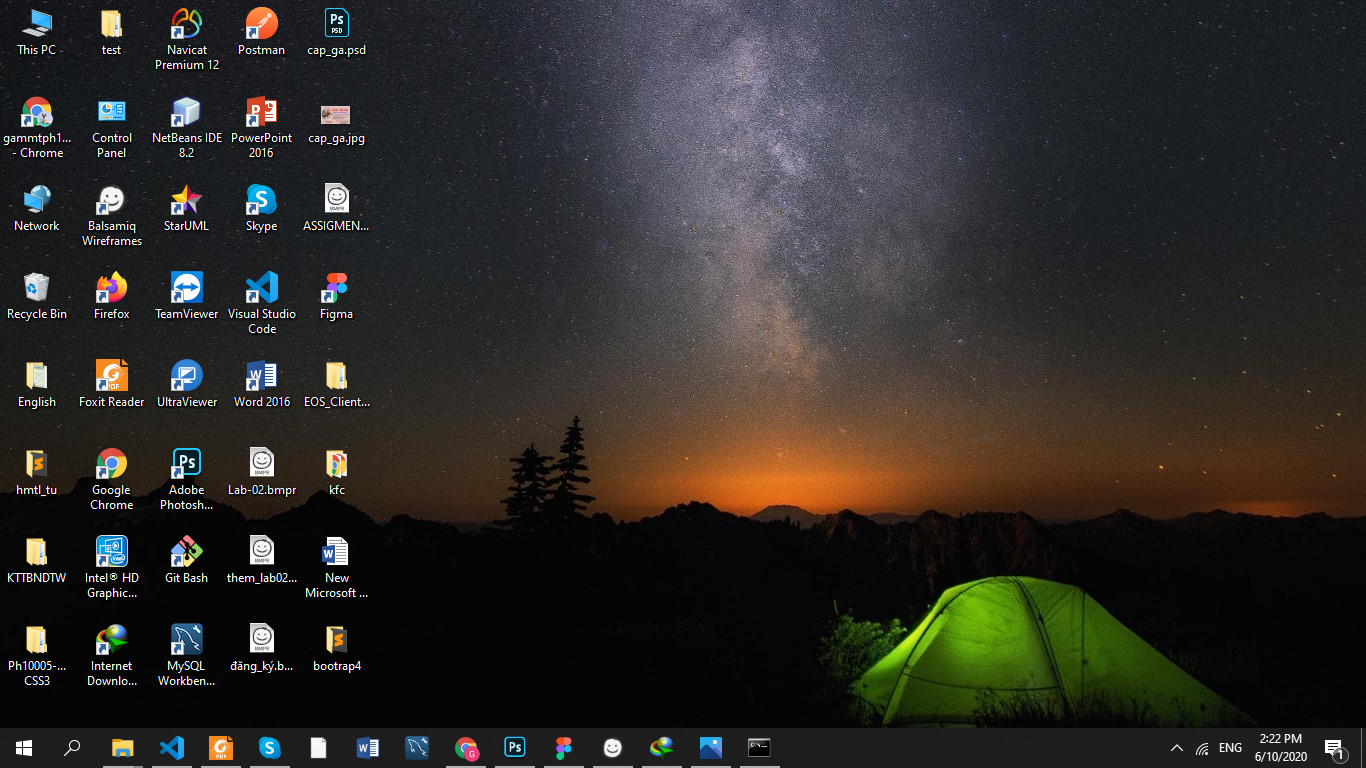 This PC
test
Navicat
Premium 12
Postman
cap_ga.psd
gammtph1...
- Chrome
Control
Panel
NetBeans IDE
8.2
PowerPoint
2016
cap_ga.jpg
Network
Balsamiq
Wireframes
StarUML
Skype
ASSIGMEN...
Recycle Bin
Firefox
TeamViewer
Visual Studio
Code
Figma
English
Foxit Reader
UltraViewer
Word 2016
EOS_Client...
hmtl_tu
Google
Chrome
Adobe
Photosh...
Lab-02.bmpr
kfc
KTTBNDTW
Intel® HD
Graphic...
Git Bash
them_lab02...
New
Microsoft ...
Ph10005-...
CSS3
Internet
Downlo...
MySQL
Workben...
đăng_ký.b...
bootrap4
ENG
2:22 PM
6/10/2020
1